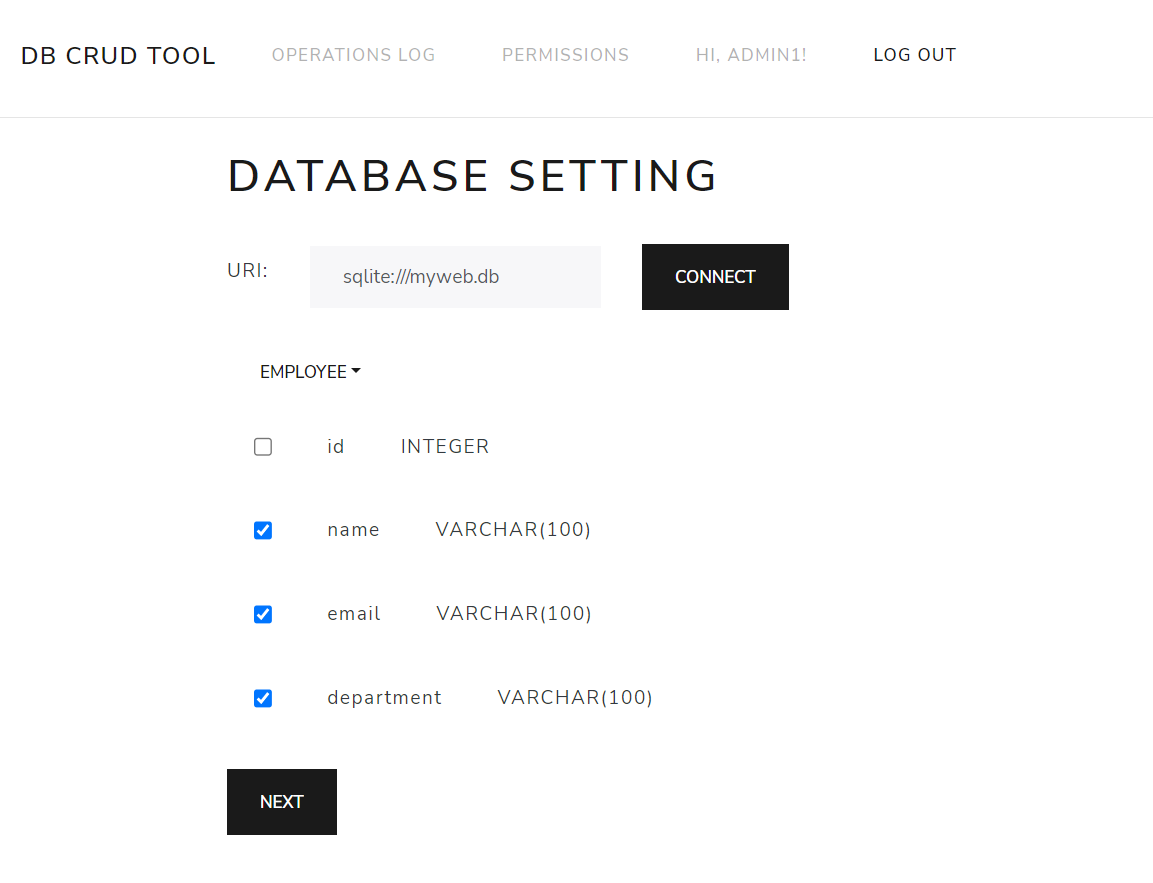 DB CRUD TOOL OPERATIONS LOG PERMISSIONS HI, ADMIN1! LOG OUT
DATABASE SETTING
URI: sqlite:///myweb.db CONNECT
EMPLOYEE
id INTEGER
name VARCHAR(100)
email VARCHAR(100)
department VARCHAR(100)
NEXT